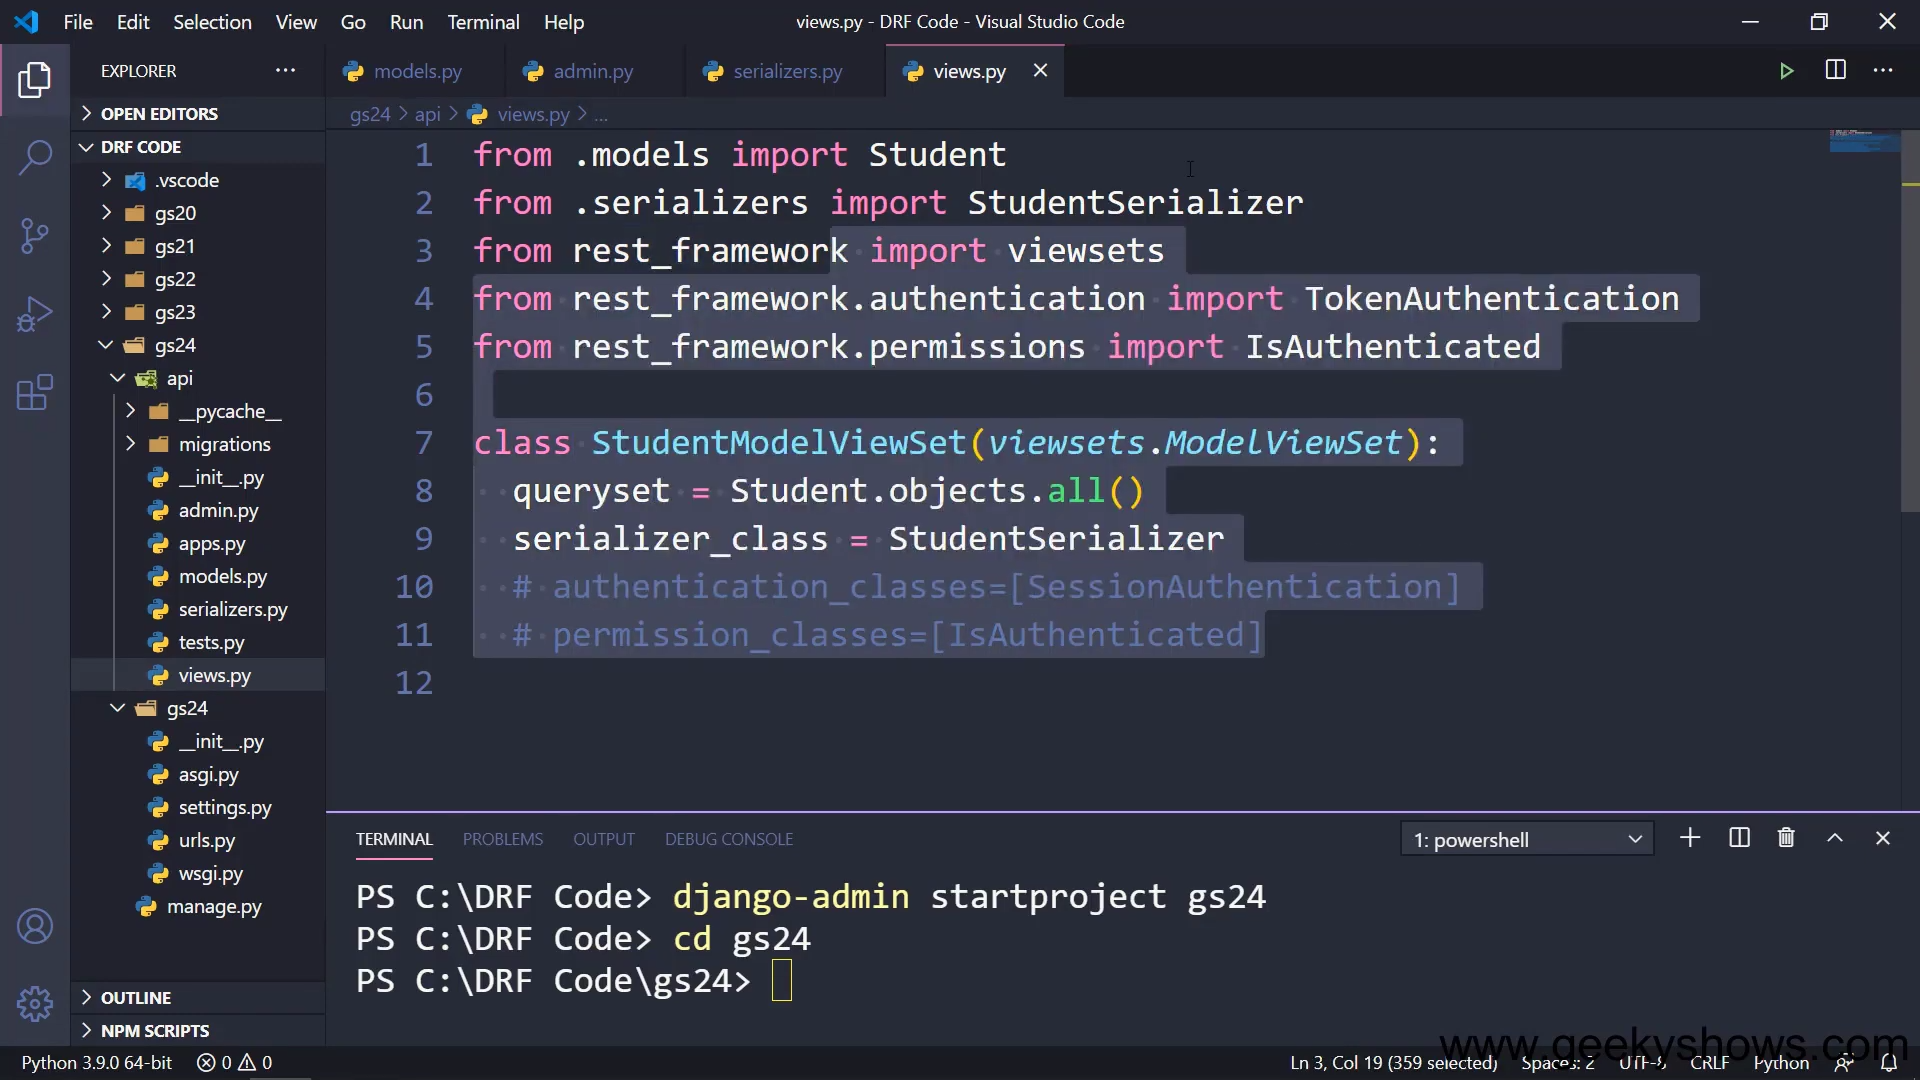 File Edit Selection View Go Run Terminal Help views.py - DRF Code - Visual Studio Code
EXPLORER ...
models.py admin.py serializers.py views.py
OPEN EDITORS
gs24 > api > views.py > ...
DRF CODE
.vscode
gs20
gs21
gs22
gs23
gs24
api
__pycache__
migrations
__init__.py
admin.py
apps.py
models.py
serializers.py
tests.py
views.py
gs24
__init__.py
asgi.py
settings.py
urls.py
wsgi.py
manage.py
OUTLINE
NPM SCRIPTS
1 from .models import Student
2 from .serializers import StudentSerializer
3 from rest_framework import viewsets
4 from rest_framework.authentication import TokenAuthentication
5 from rest_framework.permissions import IsAuthenticated
6
7 class StudentModelViewSet(viewsets.ModelViewSet):
8 queryset = Student.objects.all()
9 serializer_class = StudentSerializer
10 # authentication_classes=[SessionAuthentication]
11 # permission_classes=[IsAuthenticated]
12
TERMINAL PROBLEMS OUTPUT DEBUG CONSOLE 1: powershell
PS C:\DRF Code> django-admin startproject gs24
PS C:\DRF Code> cd gs24
PS C:\DRF Code\gs24>
www.geekyshows.com
Python 3.9.0 64-bit 0 0 Ln 3, Col 19 (359 selected) Spaces: 2 UTF-8 CRLF Python